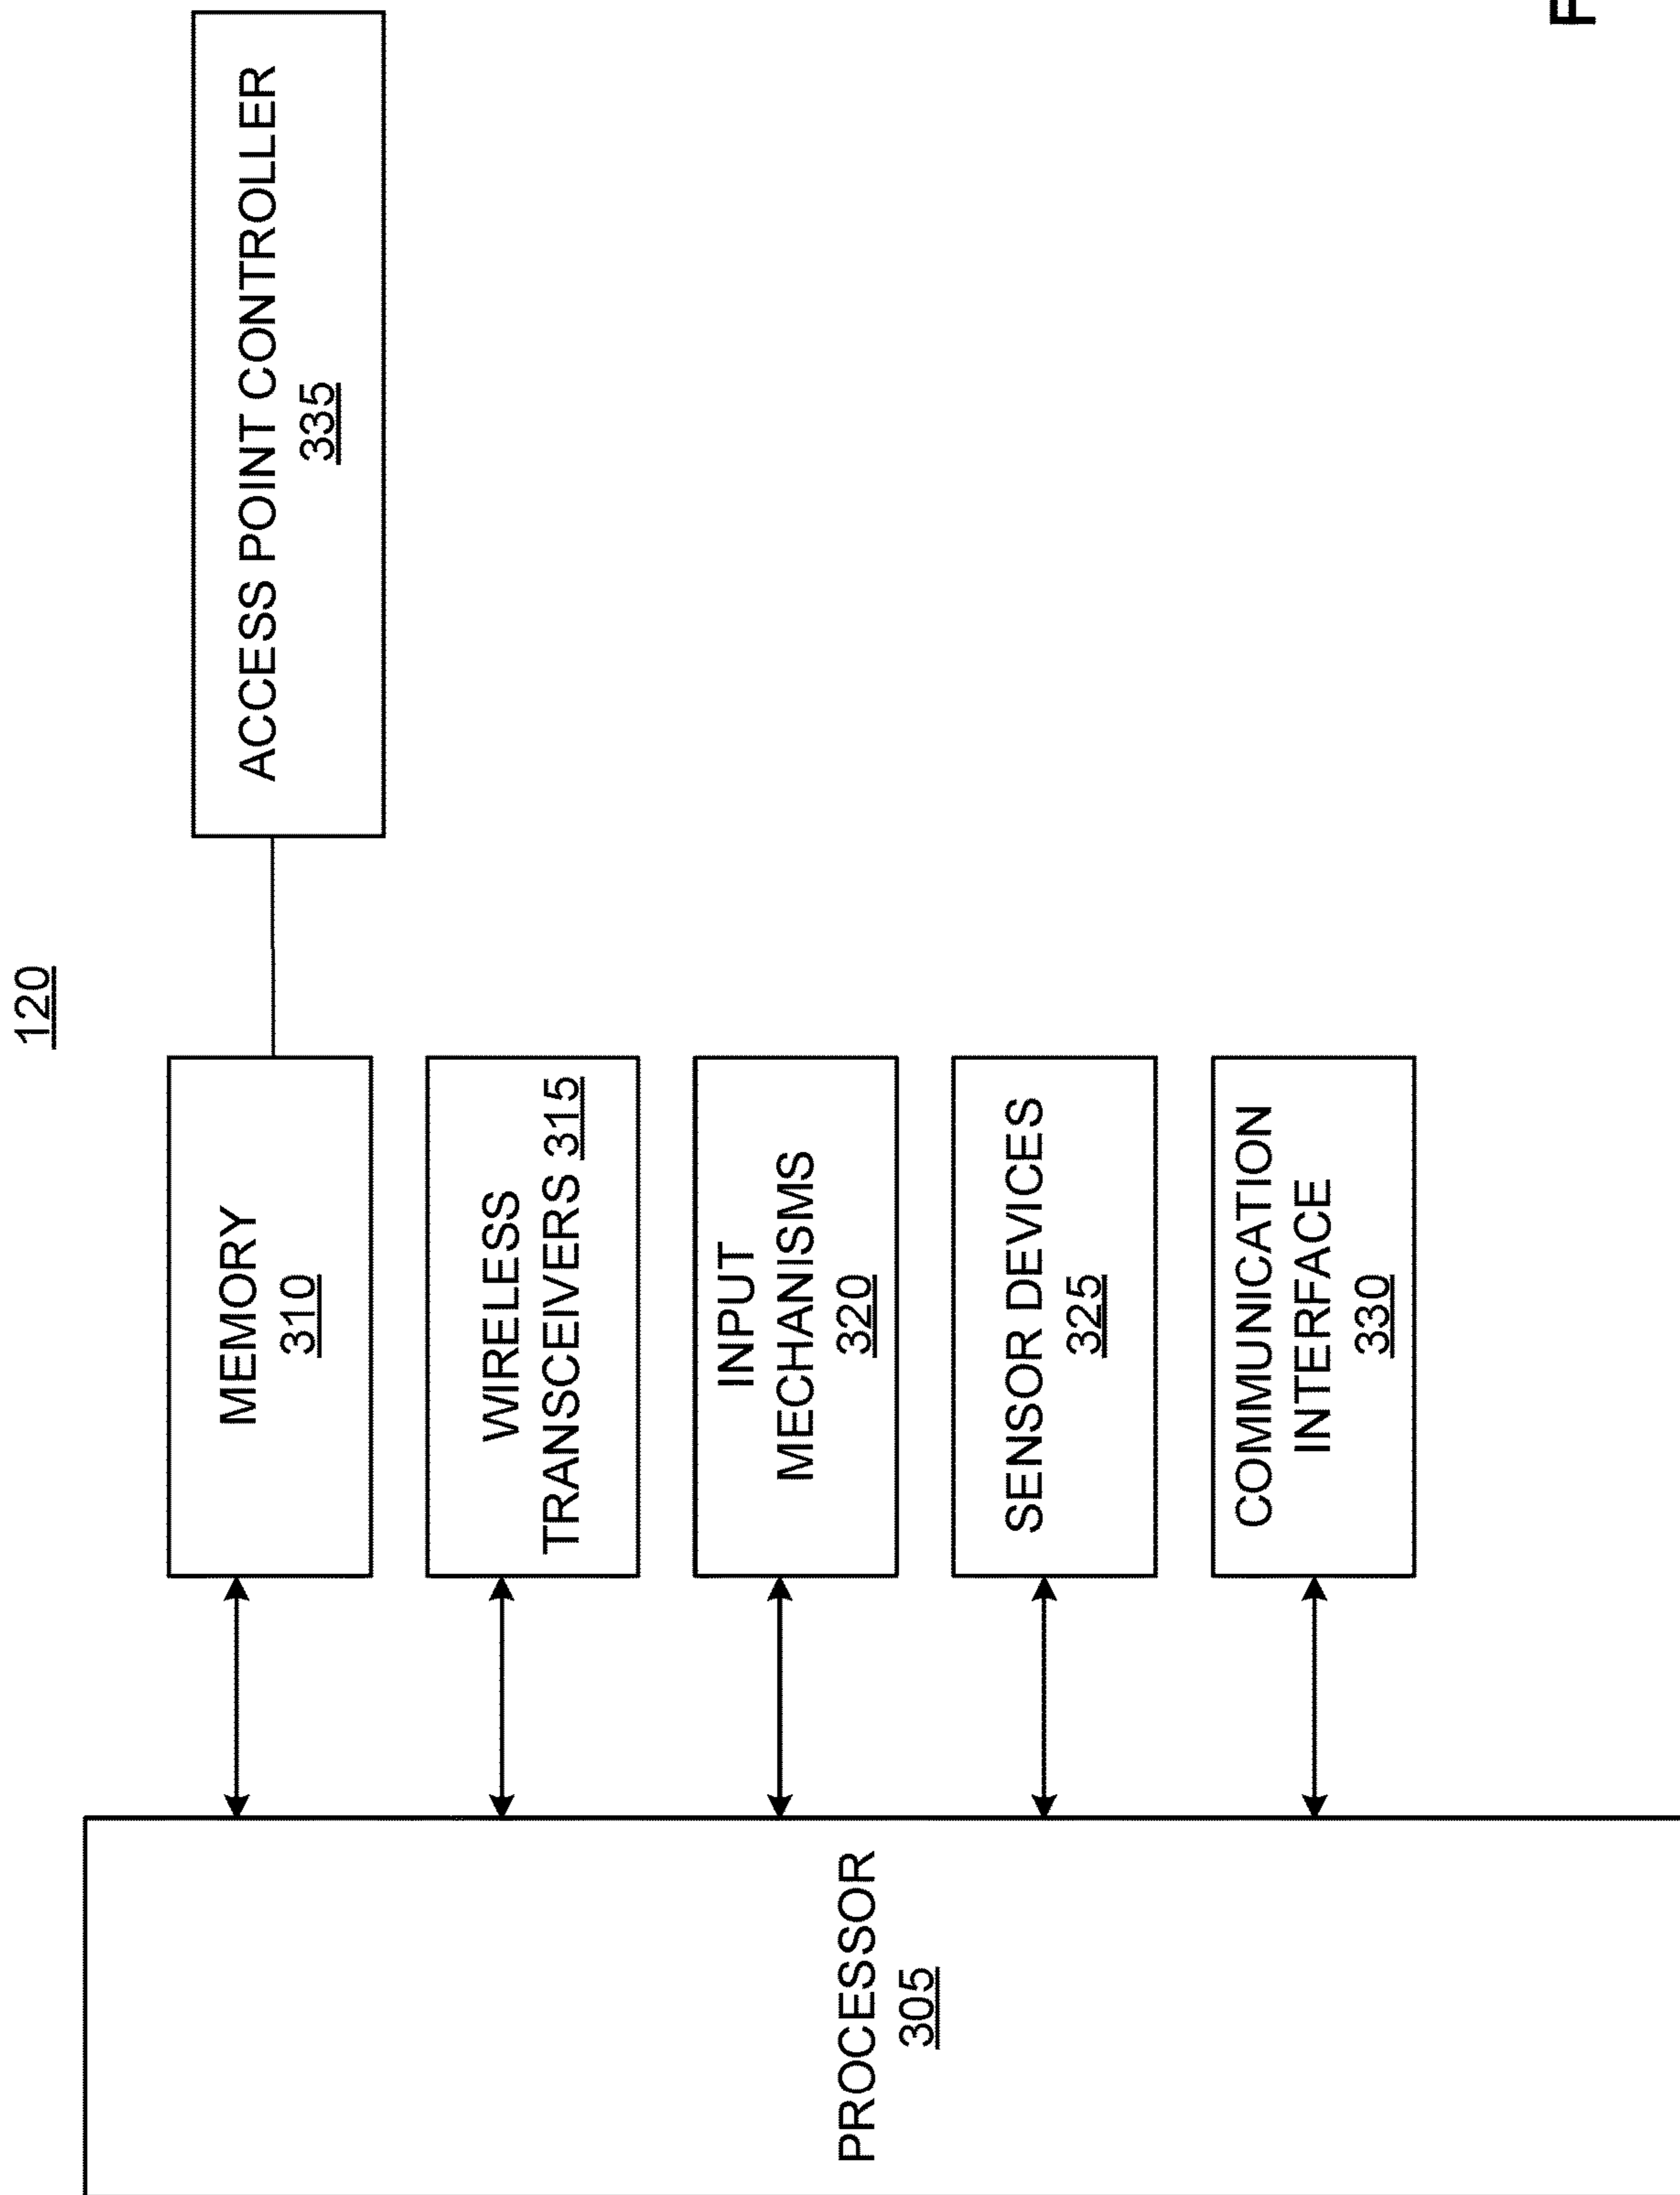 120
PROCESSOR
305
MEMORY
310
WIRELESS
TRANSCEIVERS 315
INPUT
MECHANISMS
320
SENSOR DEVICES
325
COMMUNICATION
INTERFACE
330
ACCESS POINT CONTROLLER
335
F